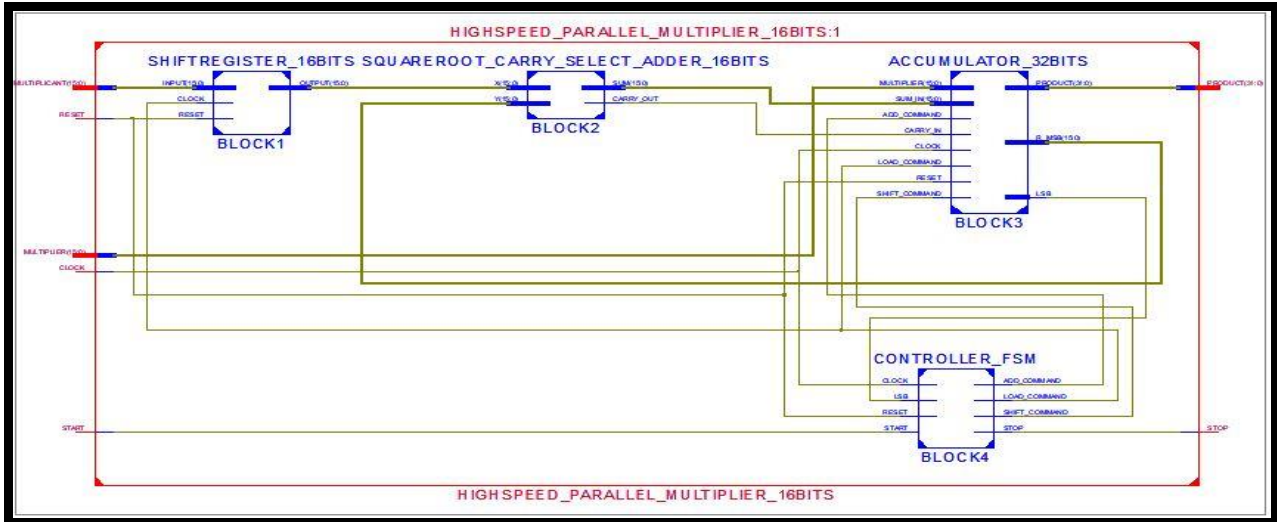 HIGHSPEED_PARALLEL_MULTIPLIER_16BITS:1
SHIFTREGISTER_16BITS SQUAREROOT_CARRY_SELECT_ADDER_16BITS ACCUMULATOR_32BITS
MULTIPLICANT(15:0) INPUT(15:0) OUTPUT(15:0) X(15:0) SUM(15:0) MULTIPLIER(15:0) PRODUCT(31:0) PRODUCT(31:0)
CLOCK Y(15:0) CARRY_OUT SUM_IN(15:0)
RESET RESET ADD_COMMAND
BLOCK2 CARRY_IN B_MSB(15:0)
BLOCK1 CLOCK
LOAD_COMMAND
RESET
SHIFT_COMMAND LSB
BLOCK3
MULTIPLIER(15:0)
CLOCK
CONTROLLER_FSM
CLOCK ADD_COMMAND
LSB LOAD_COMMAND
RESET SHIFT_COMMAND
START START STOP STOP
BLOCK4
HIGHSPEED_PARALLEL_MULTIPLIER_16BITS